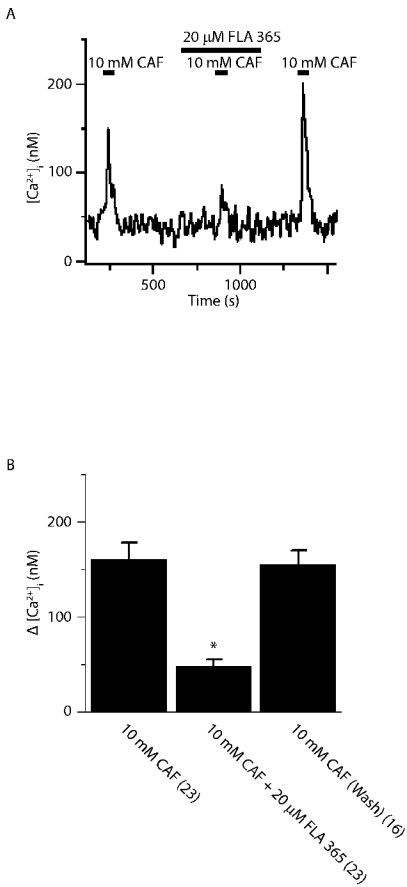 A
20 μM FLA 365
10 mM CAF 10 mM CAF 10 mM CAF
200
100
0
[Ca²⁺]ᵢ (nM)
500 1000
Time (s)
B
200
100
0
Δ [Ca²⁺]ᵢ (nM)
*
10 mM CAF (23)
10 mM CAF + 20 μM FLA 365 (23)
10 mM CAF (Wash) (16)